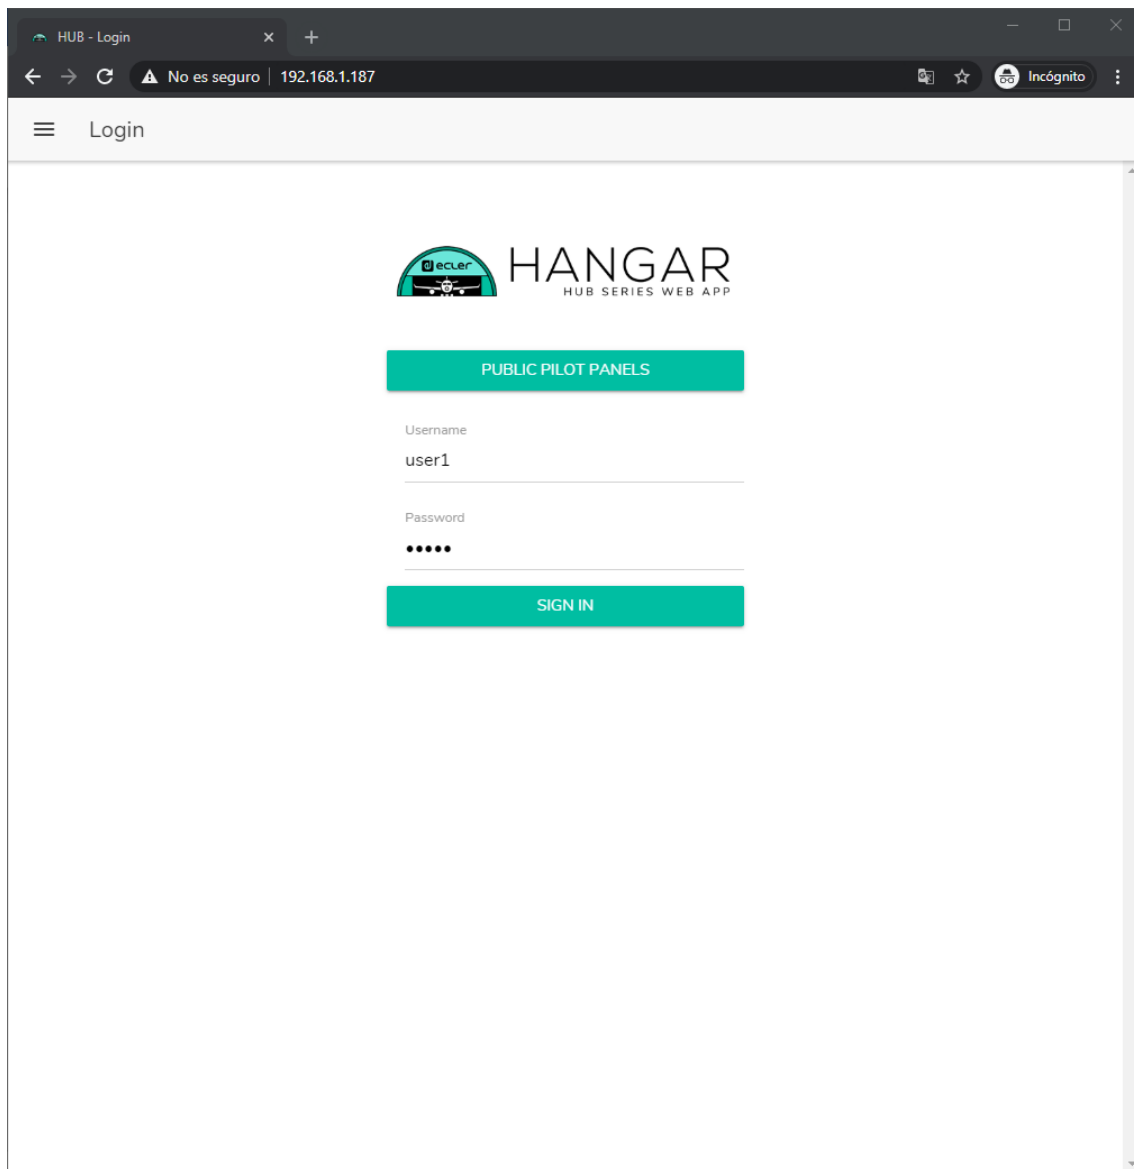 HUB - Login
No es seguro 192.168.1.187 Incógnito
Login
ecler
HANGAR
HUB SERIES WEB APP
PUBLIC PILOT PANELS
Username
user1
Password
•••••
SIGN IN